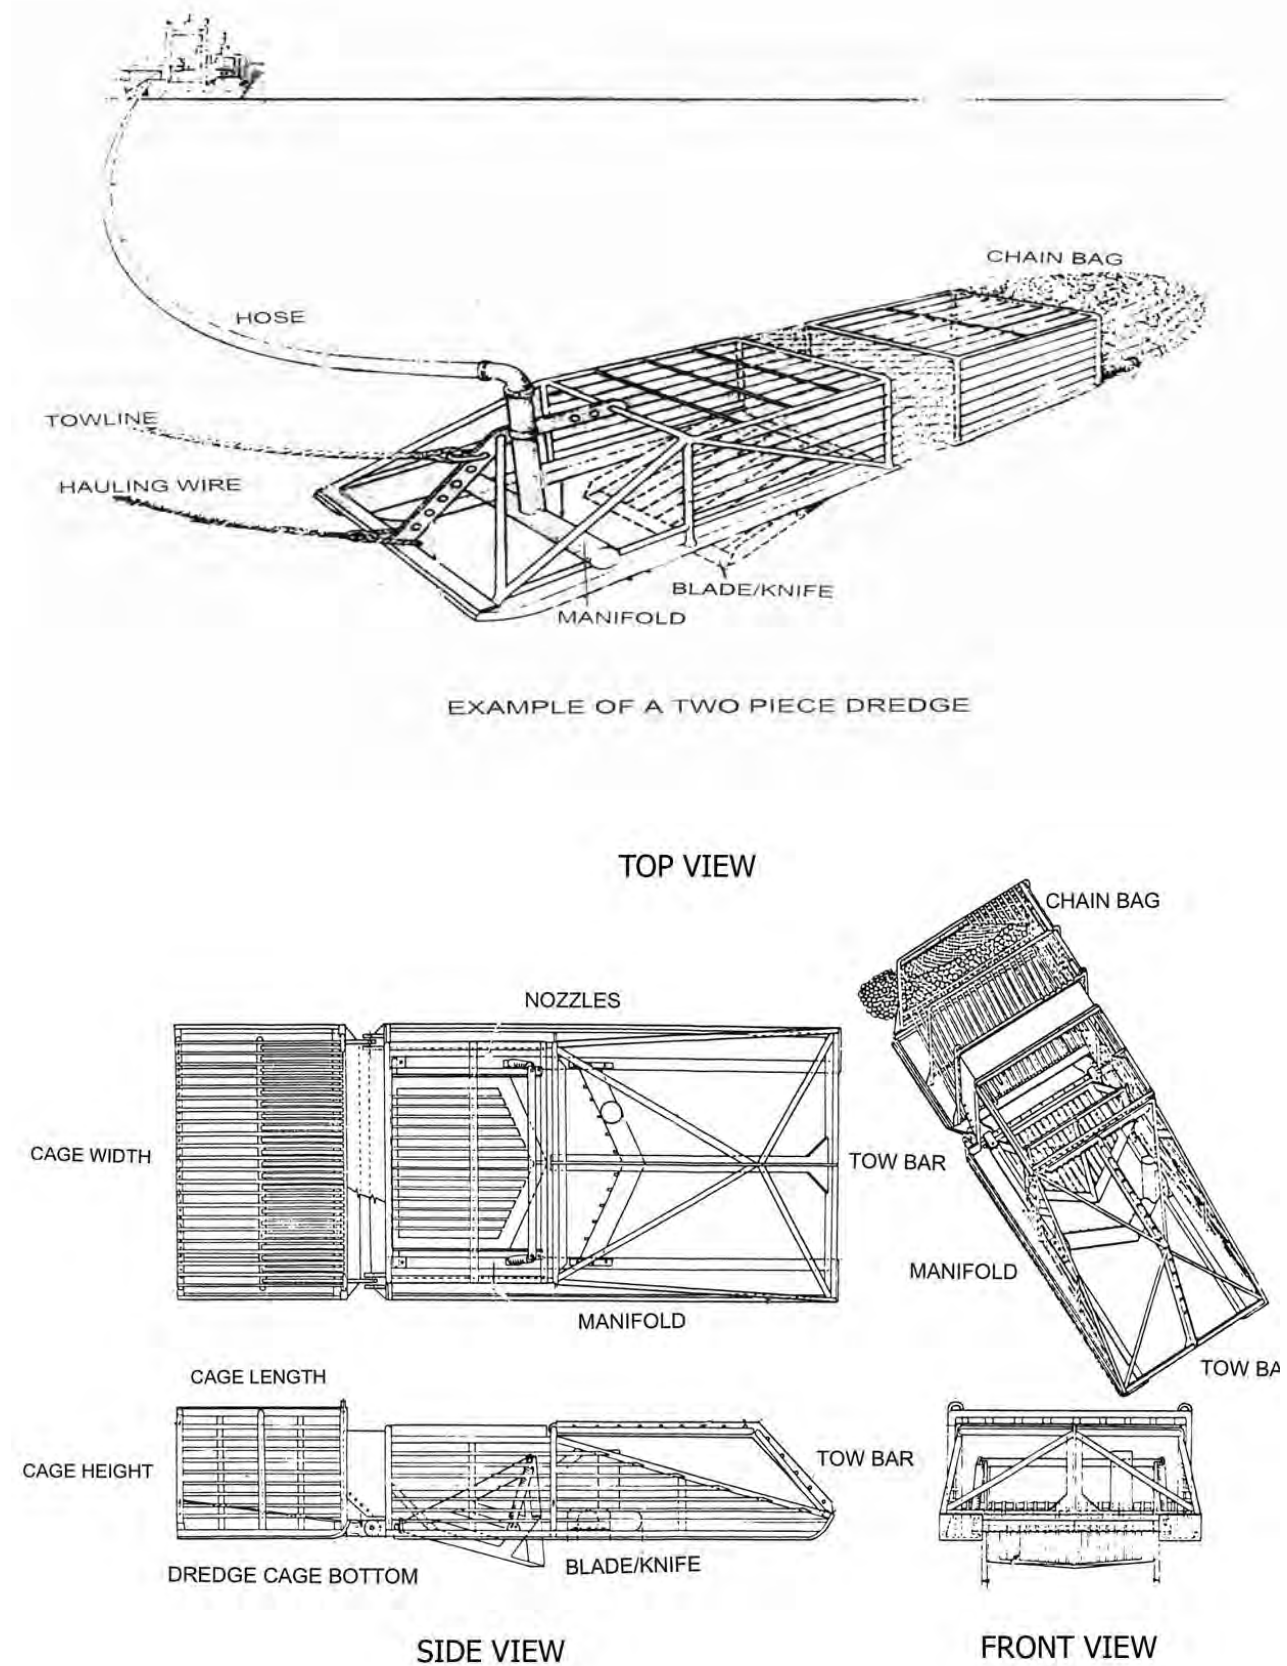 CHAIN BAG
HOSE
TOWLINE
HAULING WIRE
BLADE/KNIFE
MANIFOLD
EXAMPLE OF A TWO PIECE DREDGE
TOP VIEW
CHAIN BAG
NOZZLES
CAGE WIDTH
TOW BAR
MANIFOLD
MANIFOLD
TOW BA
CAGE LENGTH
CAGE HEIGHT
TOW BAR
DREDGE CAGE BOTTOM
BLADE/KNIFE
SIDE VIEW
FRONT VIEW